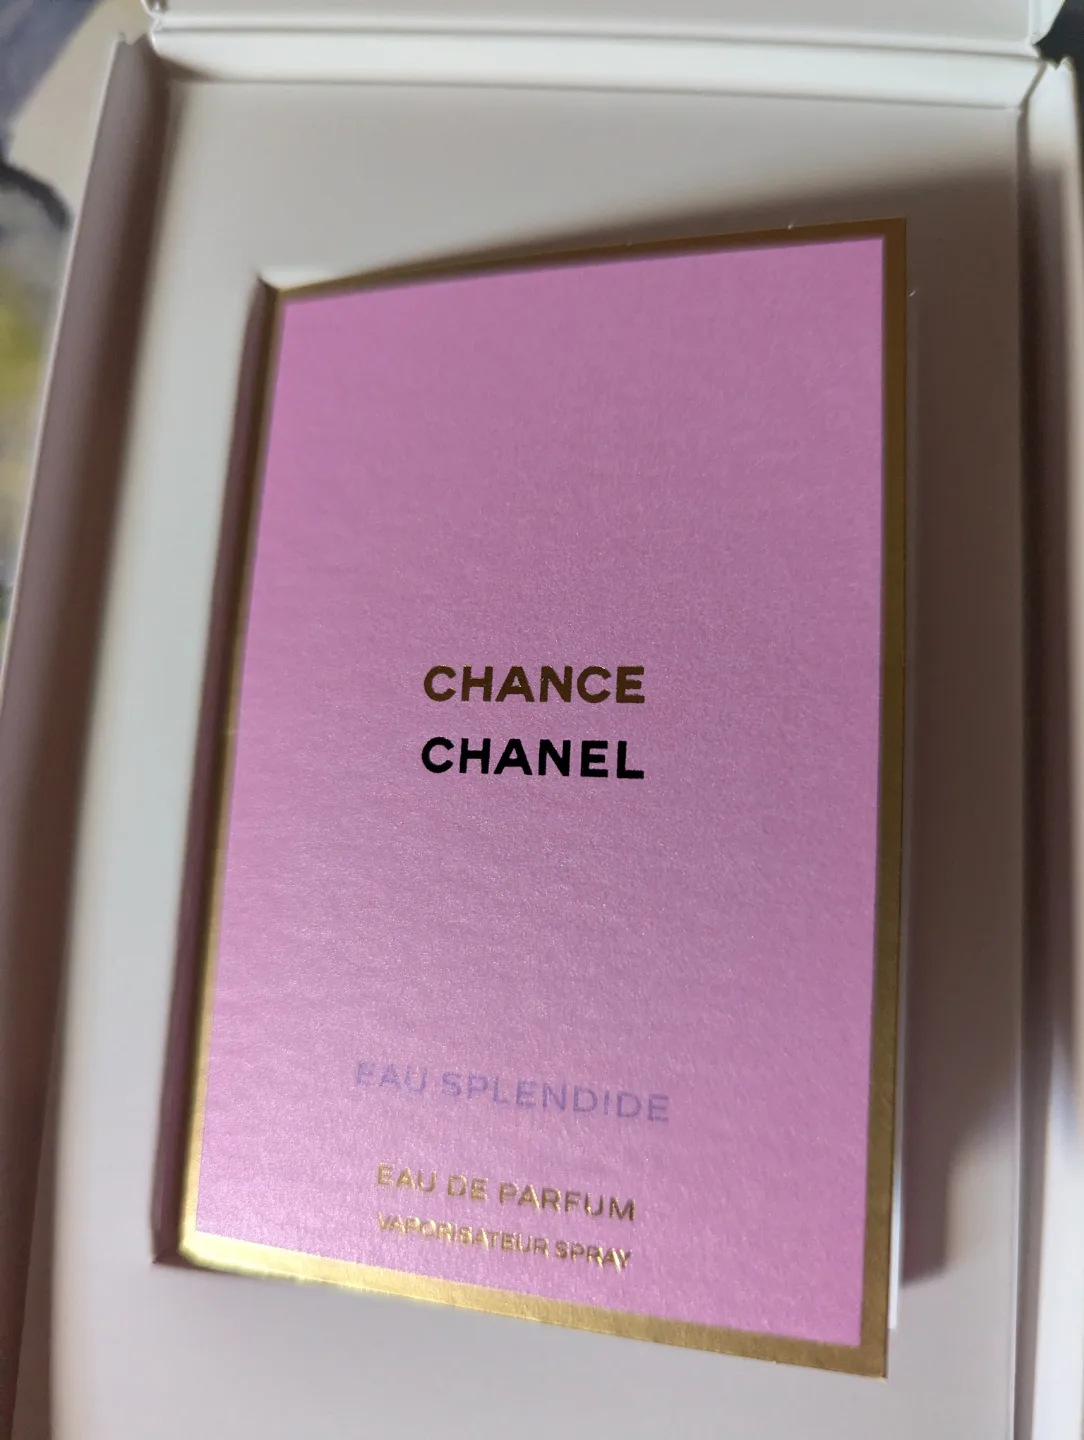 CHANCE
CHANEL
EAU SPLENDIDE
EAU DE PARFUM
VAPORISATEUR SPRAY